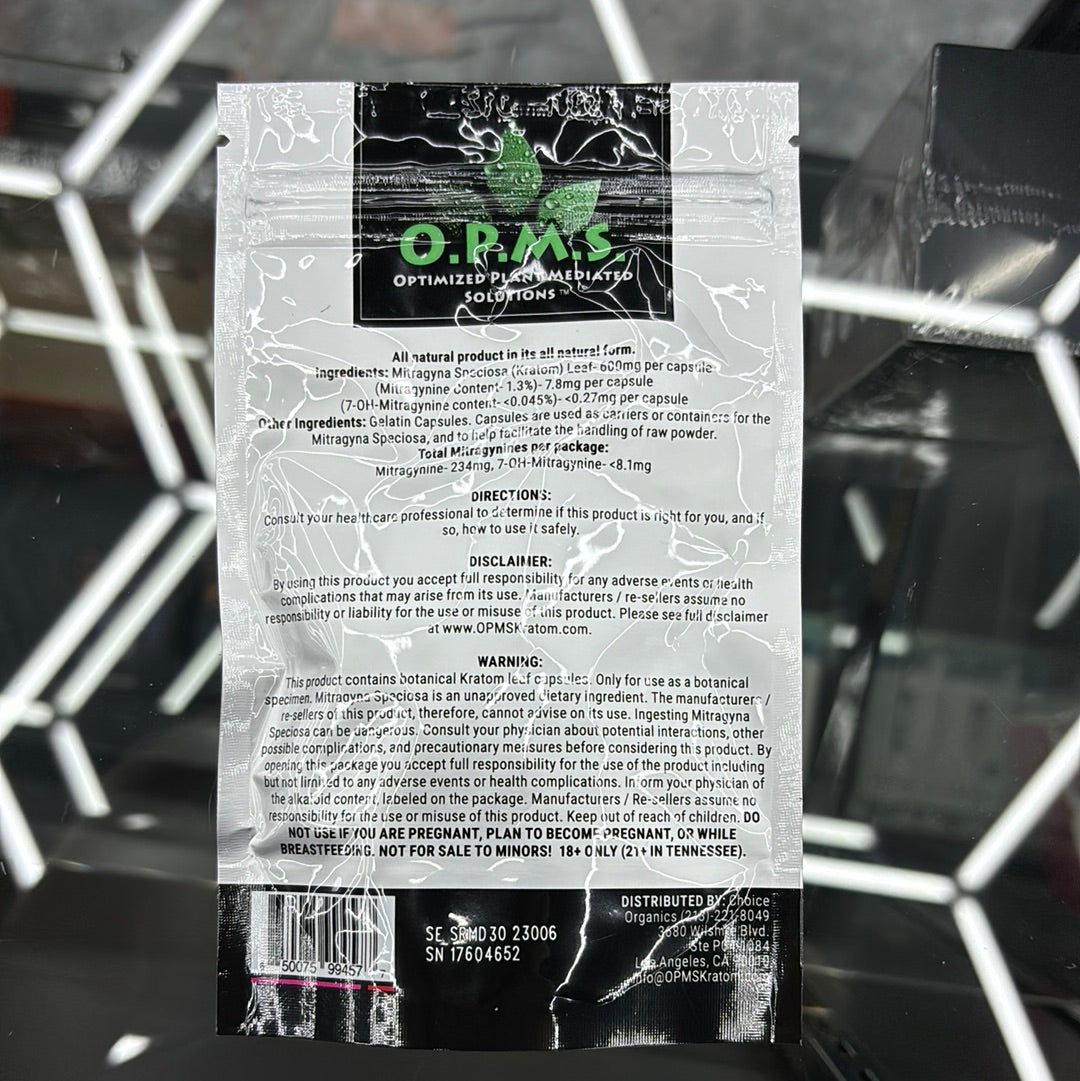 O.P.M.S.
OPTIMIZED PLANT MEDIATED
SOLUTIONS™
All natural product in its all natural form.
Ingredients: Mitragyna Speciosa (Kratom) Leaf- 600mg per capsule
(Mitragynine Content- 1.3%)- 7.8mg per capsule
(7-OH-Mitragynine content- <0.045%)- <0.27mg per capsule
Other Ingredients: Gelatin Capsules. Capsules are used as carriers or containers for the
Mitragyna Speciosa, and to help facilitate the handling of raw powder.
Total Mitragynines per package:
Mitragynine- 234mg, 7-OH-Mitragynine- <8.1mg
DIRECTIONS:
Consult your healthcare professional to determine if this product is right for you, and if
so, how to use it safely.
DISCLAIMER:
By using this product you accept full responsibility for any adverse events or health
complications that may arise from its use. Manufacturers / re-sellers assume no
responsibility or liability for the use or misuse of this product. Please see full disclaimer
at www.OPMSKratom.com.
WARNING:
This product contains botanical Kratom leaf capsules. Only for use as a botanical
specimen. Mitragyna Speciosa is an unapproved dietary ingredient. The manufacturers /
re-sellers of this product, therefore, cannot advise on its use. Ingesting Mitragyna
Speciosa can be dangerous. Consult your physician about potential interactions, other
possible complications, and precautionary measures before considering this product. By
opening this package you accept full responsibility for the use of the product including
but not limited to any adverse events or health complications. Inform your physician of
the alkaloid content, labeled on the package. Manufacturers / Re-sellers assume no
responsibility for the use or misuse of this product. Keep out of reach of children. DO
NOT USE IF YOU ARE PREGNANT, PLAN TO BECOME PREGNANT, OR WHILE
BREASTFEEDING. NOT FOR SALE TO MINORS! 18+ ONLY (21+ IN TENNESSEE).
50075 99457
SE SRMD30 23006
SN 17604652
DISTRIBUTED BY: Choice
Organics 8049
3680 Wilshire Blvd.
Ste
Los Angeles, CA